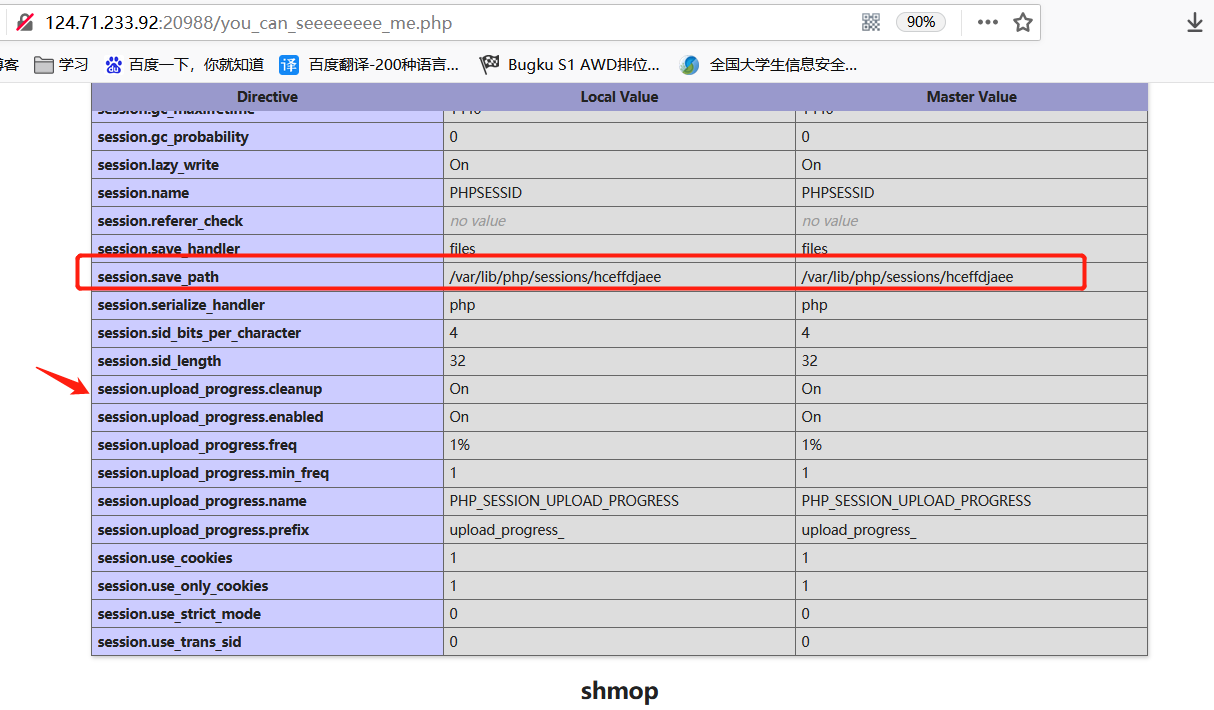 124.71.233.92:20988/you_can_seeeeeeee_me.php 90%
学习 百度一下，你就知道 译 百度翻译-200种语言... Bugku S1 AWD排位... 全国大学生信息安全...
Directive Local Value Master Value
session.gc_maxlifetime 1440 1440
session.gc_probability 0 0
session.lazy_write On On
session.name PHPSESSID PHPSESSID
session.referer_check no value no value
session.save_handler files files
session.save_path /var/lib/php/sessions/hceffdjaee /var/lib/php/sessions/hceffdjaee
session.serialize_handler php php
session.sid_bits_per_character 4 4
session.sid_length 32 32
session.upload_progress.cleanup On On
session.upload_progress.enabled On On
session.upload_progress.freq 1% 1%
session.upload_progress.min_freq 1 1
session.upload_progress.name PHP_SESSION_UPLOAD_PROGRESS PHP_SESSION_UPLOAD_PROGRESS
session.upload_progress.prefix upload_progress_ upload_progress_
session.use_cookies 1 1
session.use_only_cookies 1 1
session.use_strict_mode 0 0
session.use_trans_sid 0 0
shmop